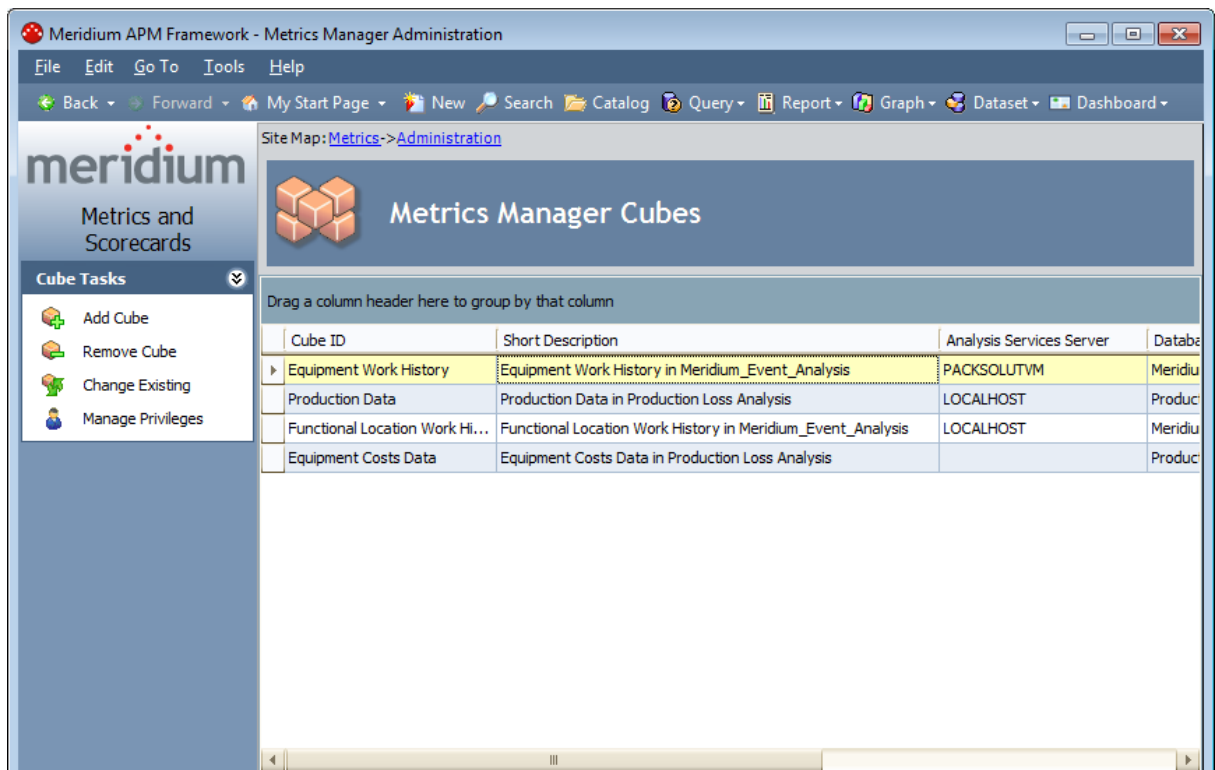 Meridium APM Framework - Metrics Manager Administration
File Edit Go To Tools Help
Back Forward My Start Page New Search Catalog Query Report Graph Dataset Dashboard
meridium
Metrics and
Scorecards
Cube Tasks
Add Cube
Remove Cube
Change Existing
Manage Privileges
Site Map: Metrics->Administration
Metrics Manager Cubes
Drag a column header here to group by that column
Cube ID Short Description Analysis Services Server Databa
Equipment Work History Equipment Work History in Meridium_Event_Analysis PACKSOLUTVM Meridiu
Production Data Production Data in Production Loss Analysis LOCALHOST Produc
Functional Location Work Hi... Functional Location Work History in Meridium_Event_Analysis LOCALHOST Meridiu
Equipment Costs Data Equipment Costs Data in Production Loss Analysis Produc